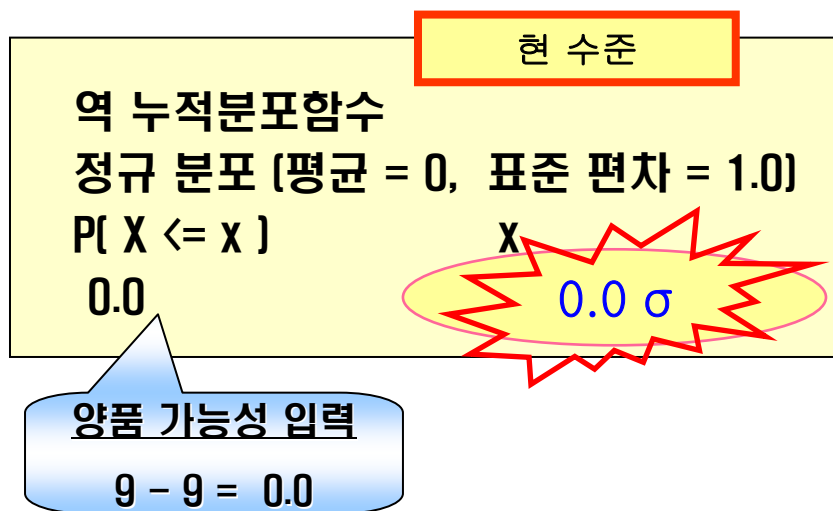 현 수준
역 누적분포함수
정규 분포 (평균 = 0, 표준 편차 = 1.0)
P( X <= x ) x
0.0 0.0 σ
양품 가능성 입력
9 – 9 = 0.0